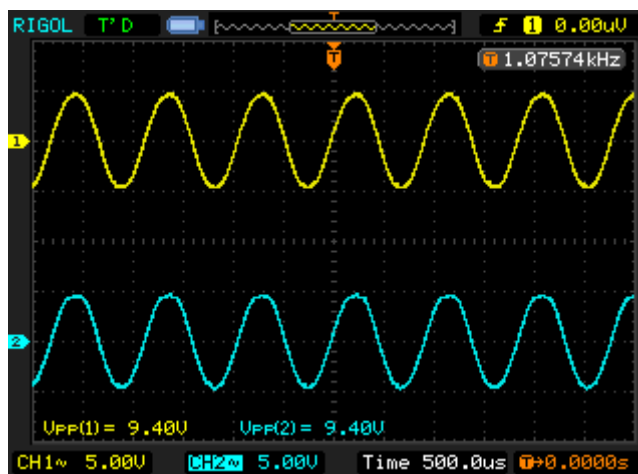 RIGOL T'D T f 1 0.00uV
T
T 1.07574kHz
1
2
Vpp(1)= 9.40V Vpp(2)= 9.40V
CH1~ 5.00V CH2~ 5.00V Time 500.0us T→0.0000s